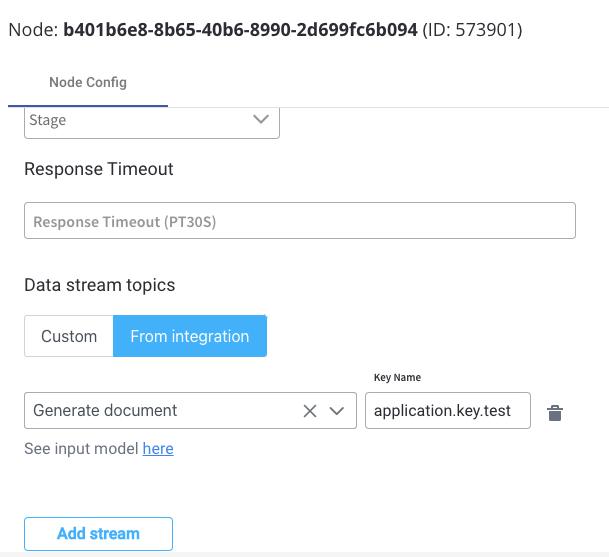 Node: b401b6e8-8b65-40b6-8990-2d699fc6b094 (ID: 573901)
Node Config
Stage
Response Timeout
Response Timeout (PT30S)
Data stream topics
Custom
From integration
Key Name
Generate document
application.key.test
See input model here
Add stream